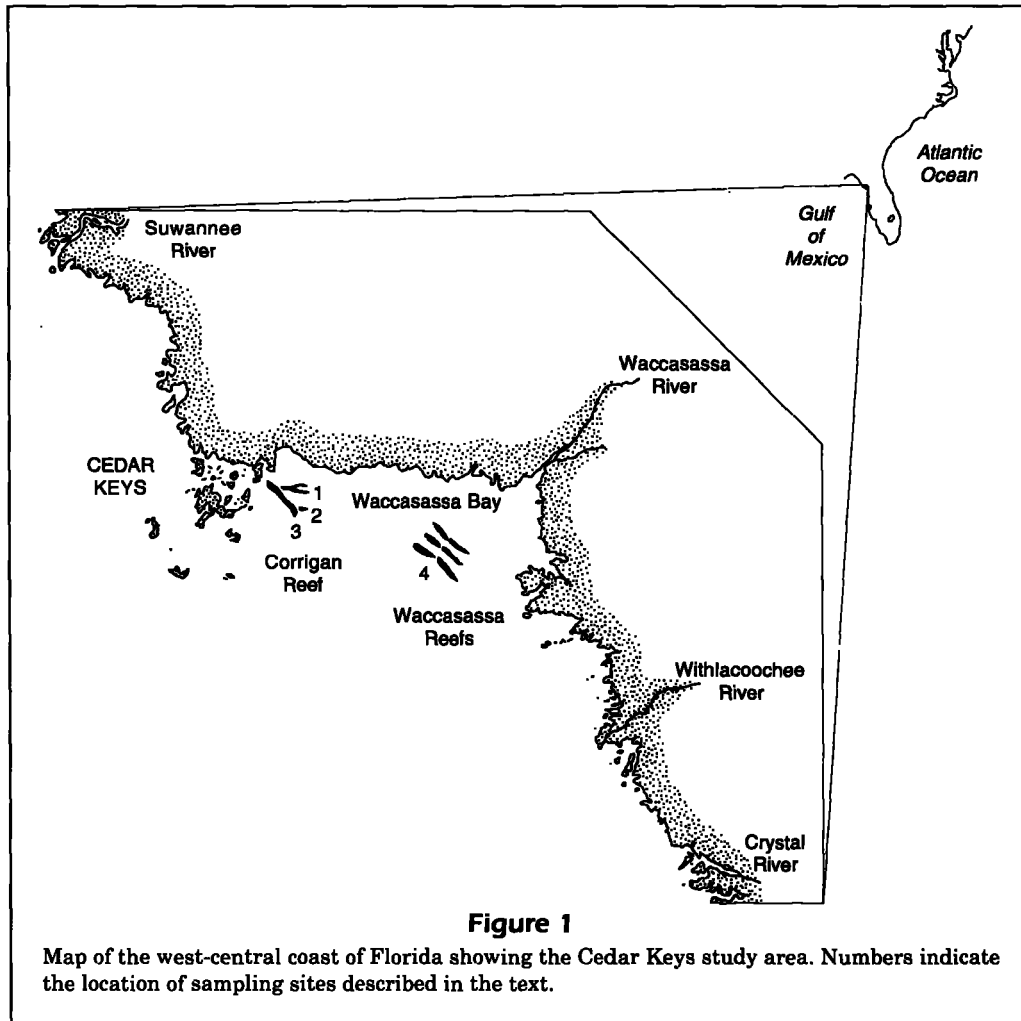 Atlantic
Ocean
Gulf
of
Mexico
Suwannee
River
Waccasassa
River
CEDAR
KEYS
1
Waccasassa Bay
2
3
Corrigan
Reef
4
Waccasassa
Reefs
Withlacoochee
River
Crystal
River
Figure 1
Map of the west-central coast of Florida showing the Cedar Keys study area. Numbers indicate
the location of sampling sites described in the text.